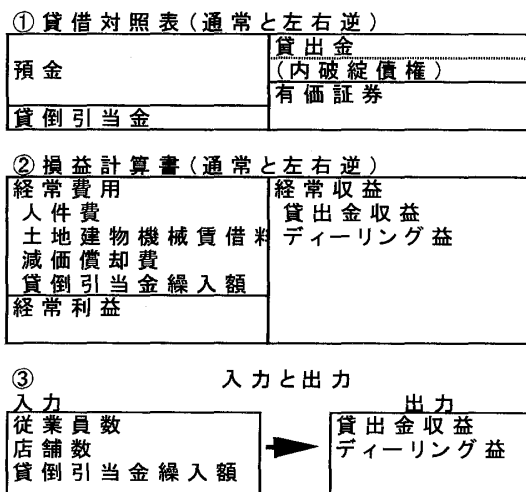 ①貸借対照表(通常と左右逆)
預金
貸倒引当金
貸出金
(内破綻債権)
有価証券
②損益計算書(通常と左右逆)
経常費用
人件費
土地建物機械賃借料
減価償却費
貸倒引当金繰入額
経常利益
経常収益
貸出金収益
ディーリング益
③ 入力と出力
入力
従業員数
店舗数
貸倒引当金繰入額
出力
貸出金収益
ディーリング益